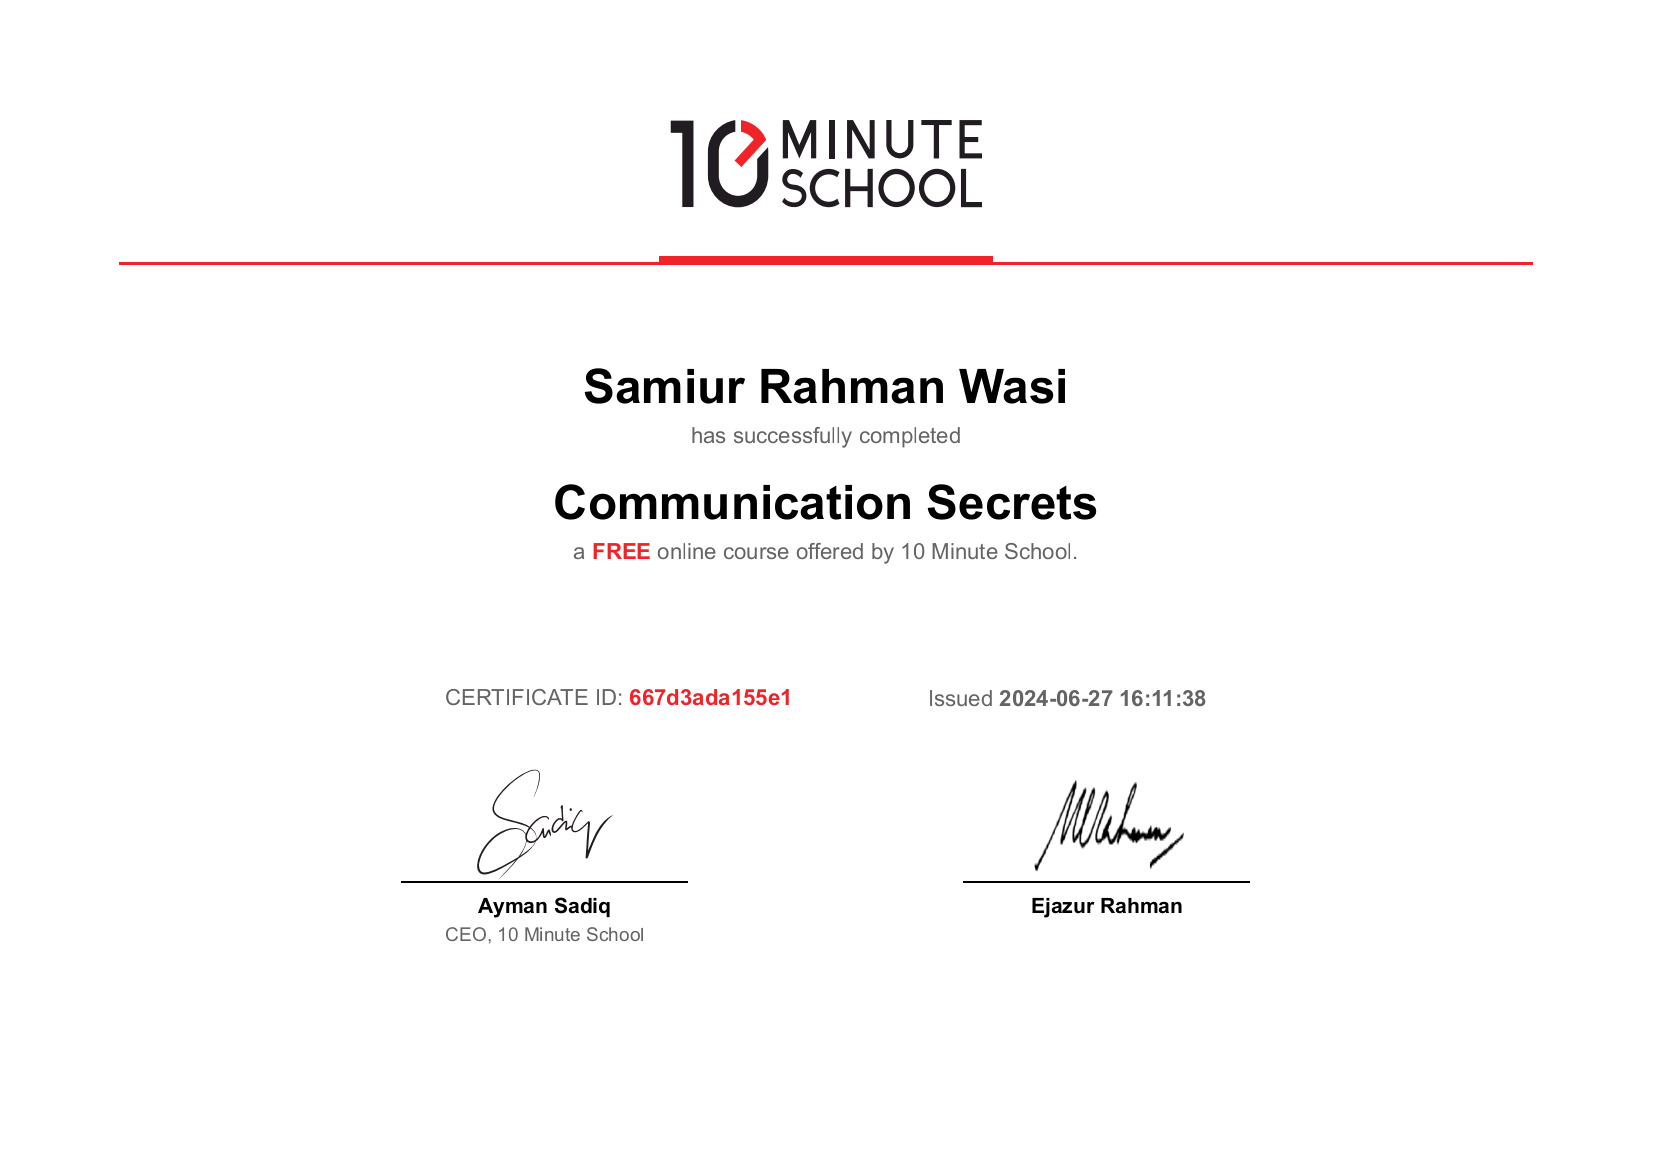 10 MINUTE
SCHOOL
Samiur Rahman Wasi
has successfully completed
Communication Secrets
a FREE online course offered by 10 Minute School.
CERTIFICATE ID: 667d3ada155e1
Issued 2024-06-27 16:11:38
Sadiq
Ayman Sadiq
CEO, 10 Minute School
Ejazur Rahman